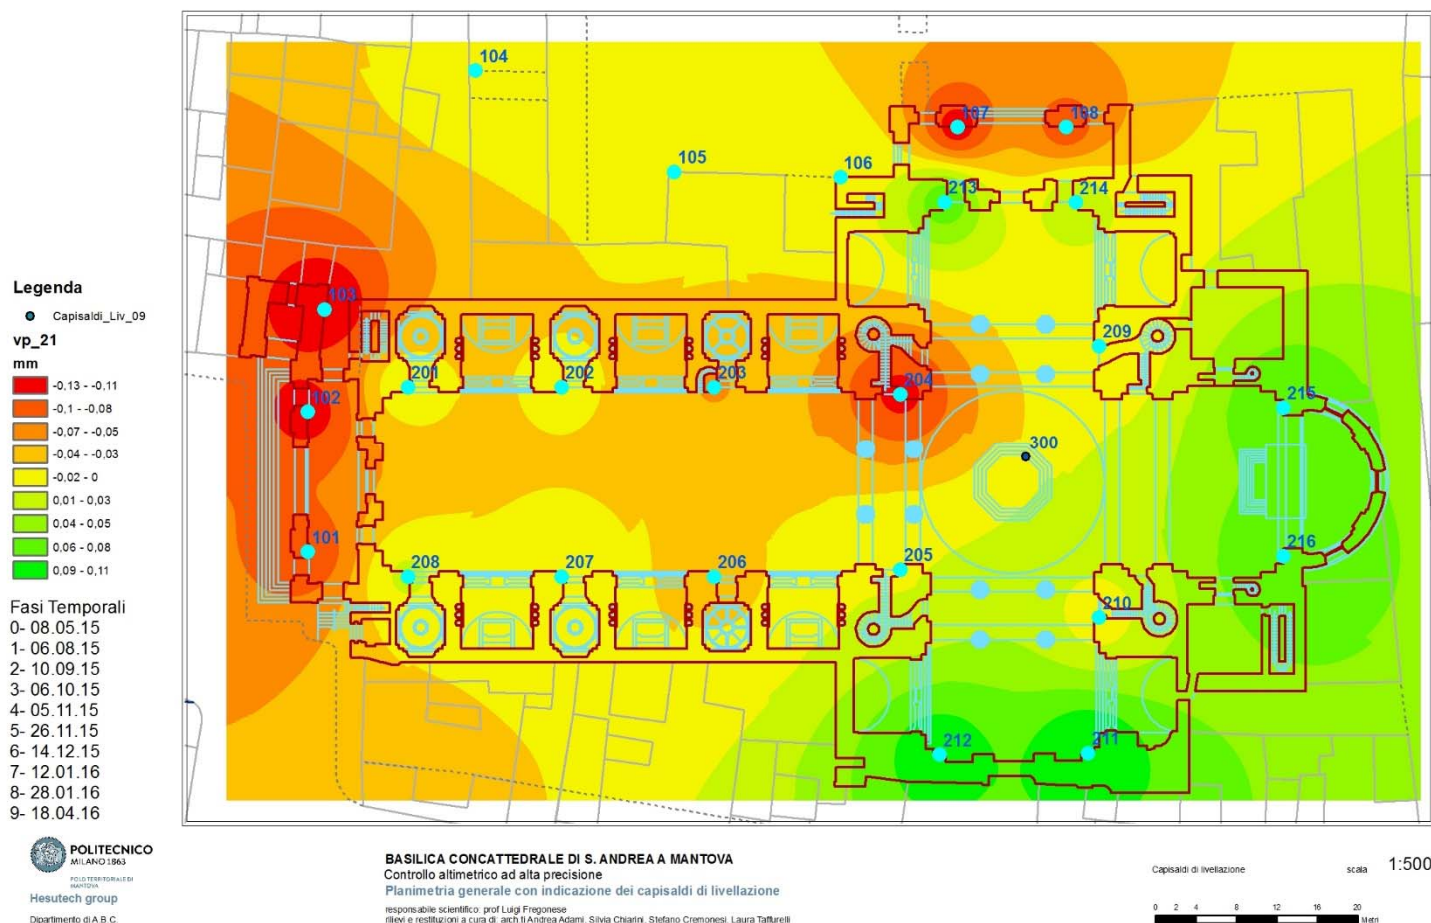 Legenda
Capisaldi_Liv_09
vp_21
mm
-0.13 - -0.11
-0.1 - -0.08
-0.07 - -0.05
-0.04 - -0.03
-0.02 - 0
0,01 - 0,03
0,04 - 0,05
0,06 - 0,08
0,09 - 0,11
Fasi Temporali
0- 08.05.15
1- 06.08.15
2- 10.09.15
3- 06.10.15
4- 05.11.15
5- 26.11.15
6- 14.12.15
7- 12.01.16
8- 28.01.16
9- 18.04.16
104
107
108
105
106
213
214
103
209
201
202
203
204
102
215
300
101
208
207
206
205
216
210
212
211
POLITECNICO
MILANO 1863
POLO TERRITORIALE DI
MANTOVA
Hesutech group
Dipartimento di A.B.C.
BASILICA CONCATTEDRALE DI S. ANDREA A MANTOVA
Controllo altimetrico ad alta precisione
Planimetria generale con indicazione dei capisaldi di livellazione
responsabile scientifico: prof Luigi Fregonese
rilievi e restituzioni a cura di: arch.ti Andrea Adami, Silvia Chiarini, Stefano Cremonesi, Laura Taffurelli
Capisaldi di livellazione
scala 1:500
0 2 4 8 12 16 20
Metri